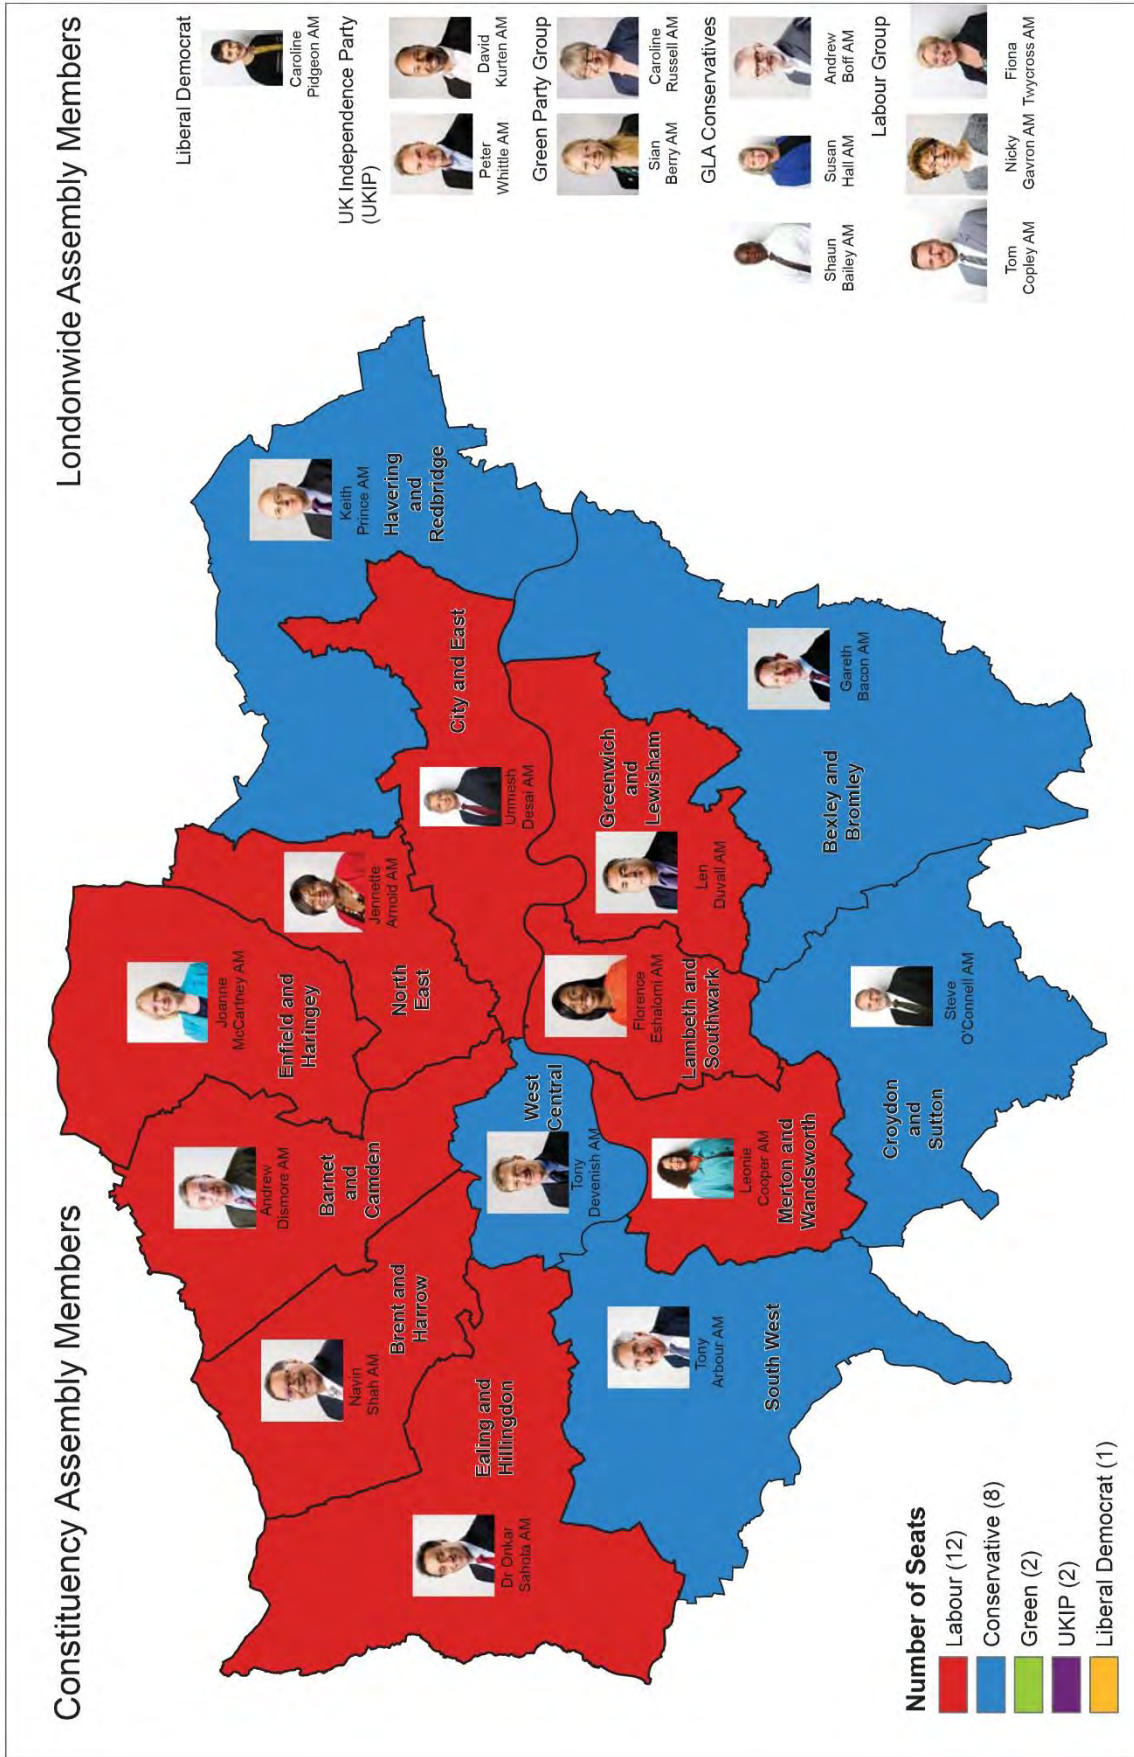 Constituency Assembly Members
Londonwide Assembly Members
Joanne
McCartney AM
Enfield and
Haringey
Andrew
Dismore AM
Barnet
and
Camden
Navin
Shah AM
Brent and
Harrow
Dr Onkar
Sahota AM
Ealing and
Hillingdon
Jennette
Arnold AM
North
East
Keith
Prince AM
Havering
and
Redbridge
Unmesh
Desai AM
City and East
Tony
Devenish AM
West
Central
Florence
Eshalomi AM
Lambeth and
Southwark
Len
Duvall AM
Greenwich
and
Lewisham
Tony
Arbour AM
South West
Leonie
Cooper AM
Merton and
Wandsworth
Steve
O'Connell AM
Croydon
and
Sutton
Gareth
Bacon AM
Bexley and
Bromley
Liberal Democrat
Caroline
Pidgeon AM
UK Independence Party
(UKIP)
Peter
Whittle AM
David
Kurten AM
Green Party Group
Sian
Berry AM
Caroline
Russell AM
GLA Conservatives
Shaun
Bailey AM
Susan
Hall AM
Andrew
Boff AM
Labour Group
Tom
Copley AM
Nicky
Gavron AM
Fiona
Twycross AM
Number of Seats
Labour (12)
Conservative (8)
Green (2)
UKIP (2)
Liberal Democrat (1)